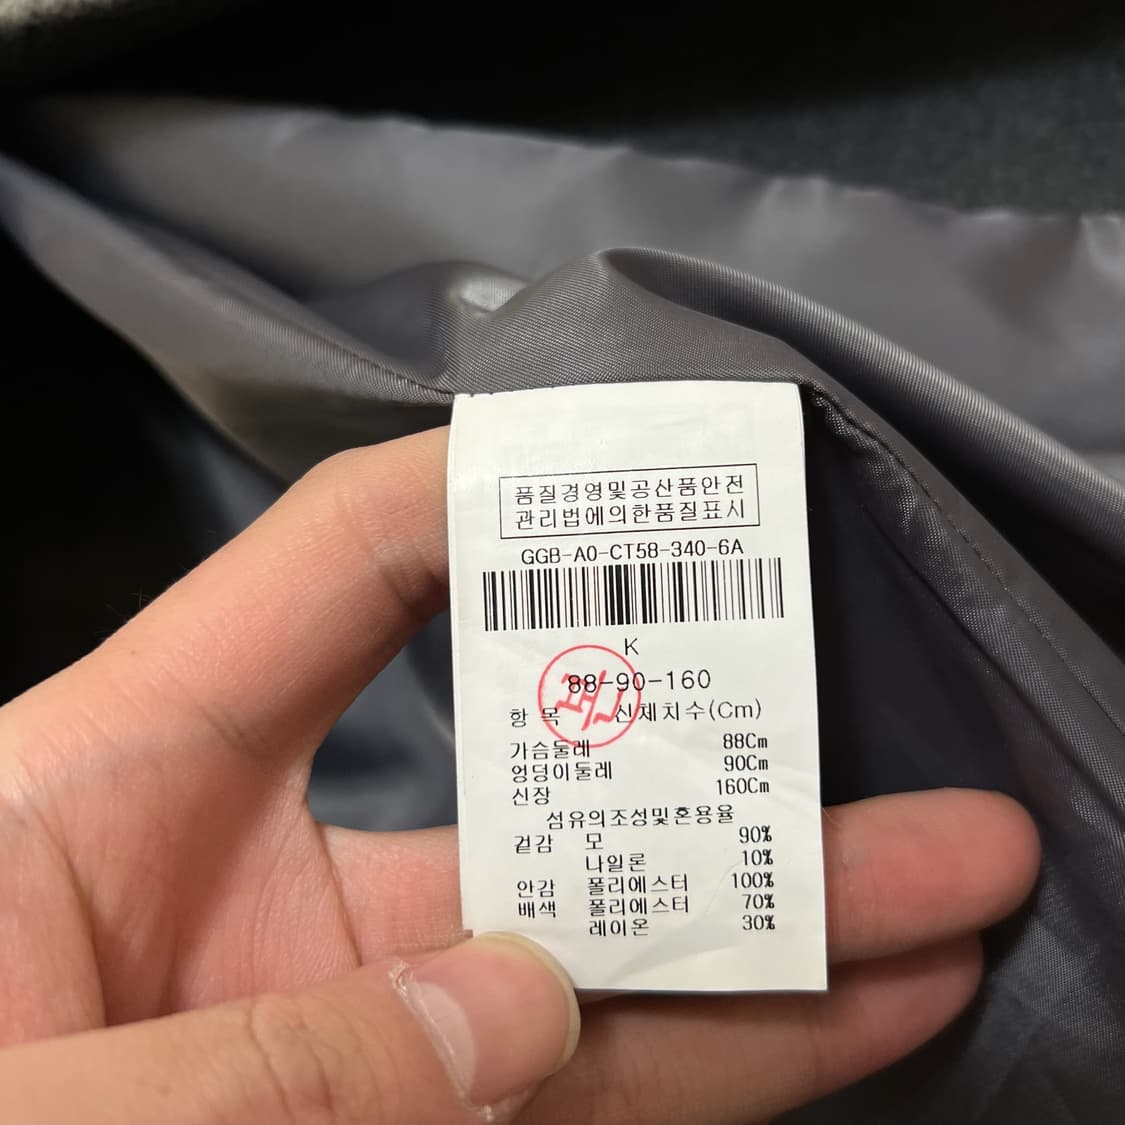 품질경영및공산품안전
관리법에의한품질표시
GGB-A0-CT58-340-6A
K
88-90-160
본
항 목 신체치수(Cm)
가슴둘레 88Cm
엉덩이둘레 90Cm
신장 160Cm
섬유의조성및혼용율
겉감 모 90%
나일론 10%
안감 폴리에스터 100%
배색 폴리에스터 70%
레이온 30%